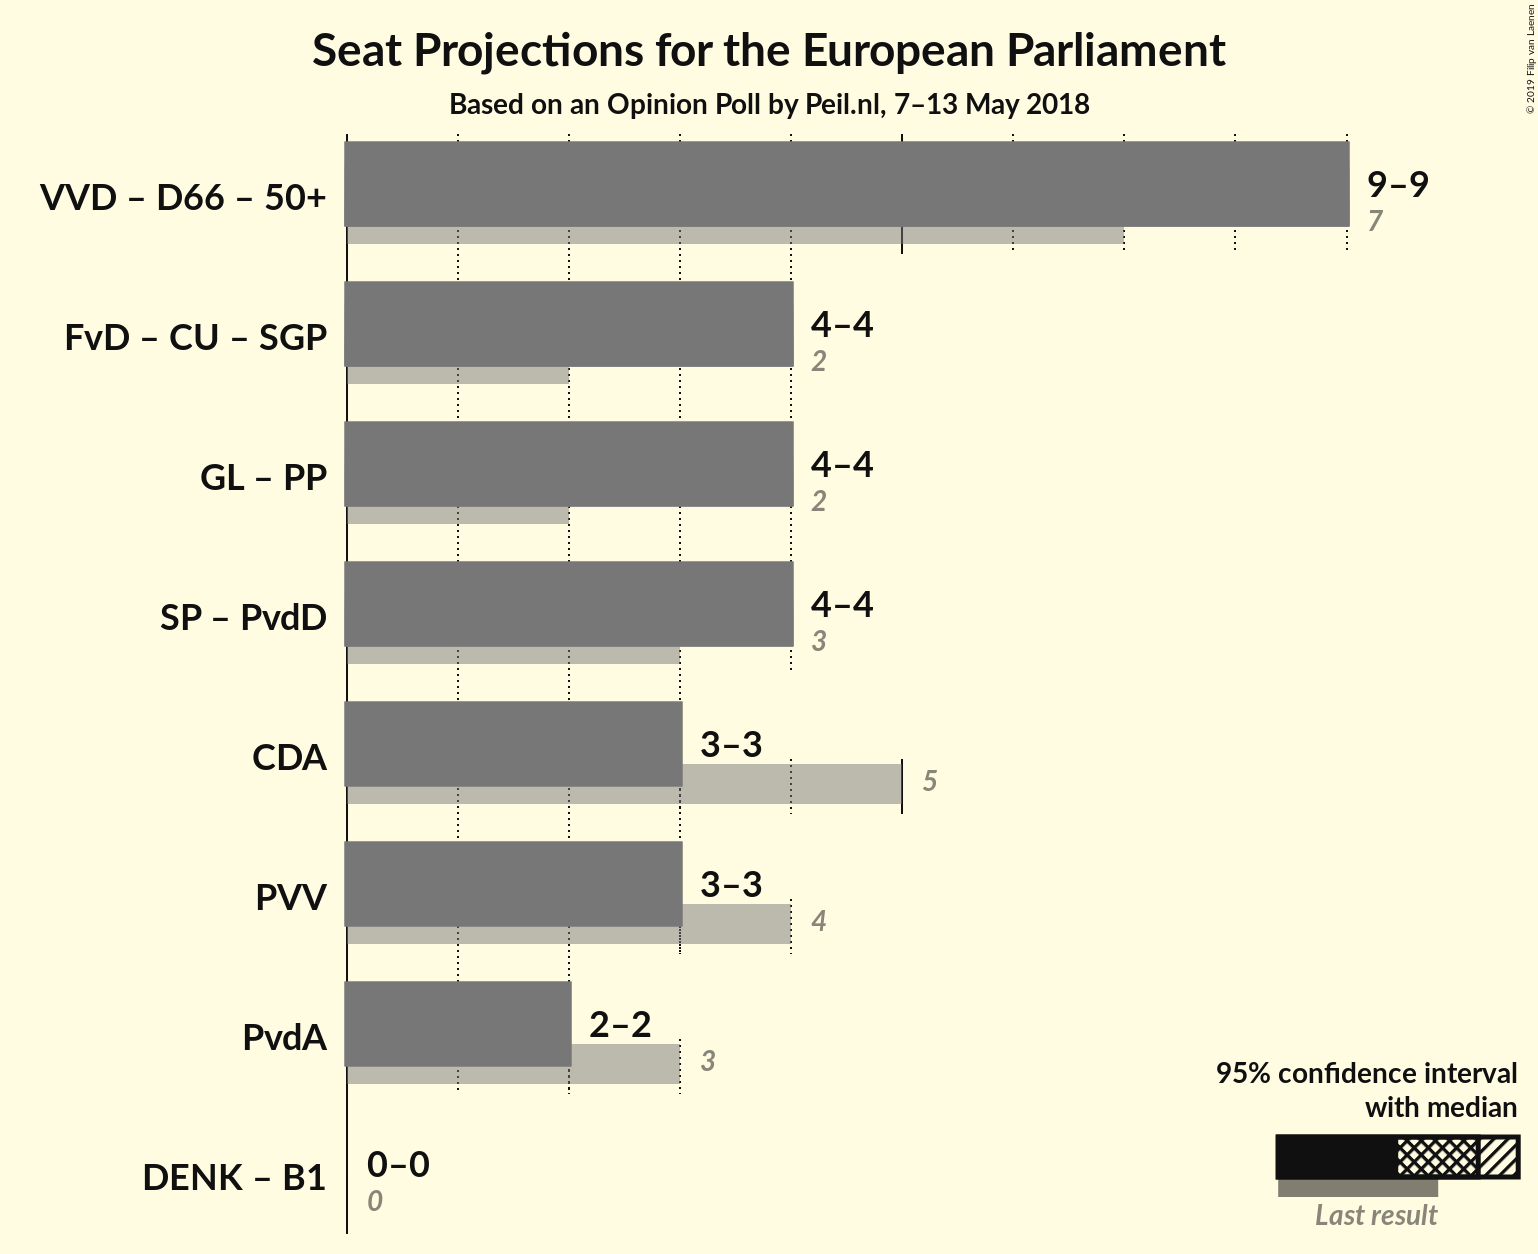 Seat Projections for the European Parliament
Based on an Opinion Poll by Peil.nl, 7–13 May 2018
© 2019 Filip van Laenen
VVD – D66 – 50+
9–9
7
FvD – CU – SGP
4–4
2
GL – PP
4–4
2
SP – PvdD
4–4
3
CDA
3–3
5
PVV
3–3
4
PvdA
2–2
3
DENK – B1
0–0
0
95% confidence interval
with median
Last result